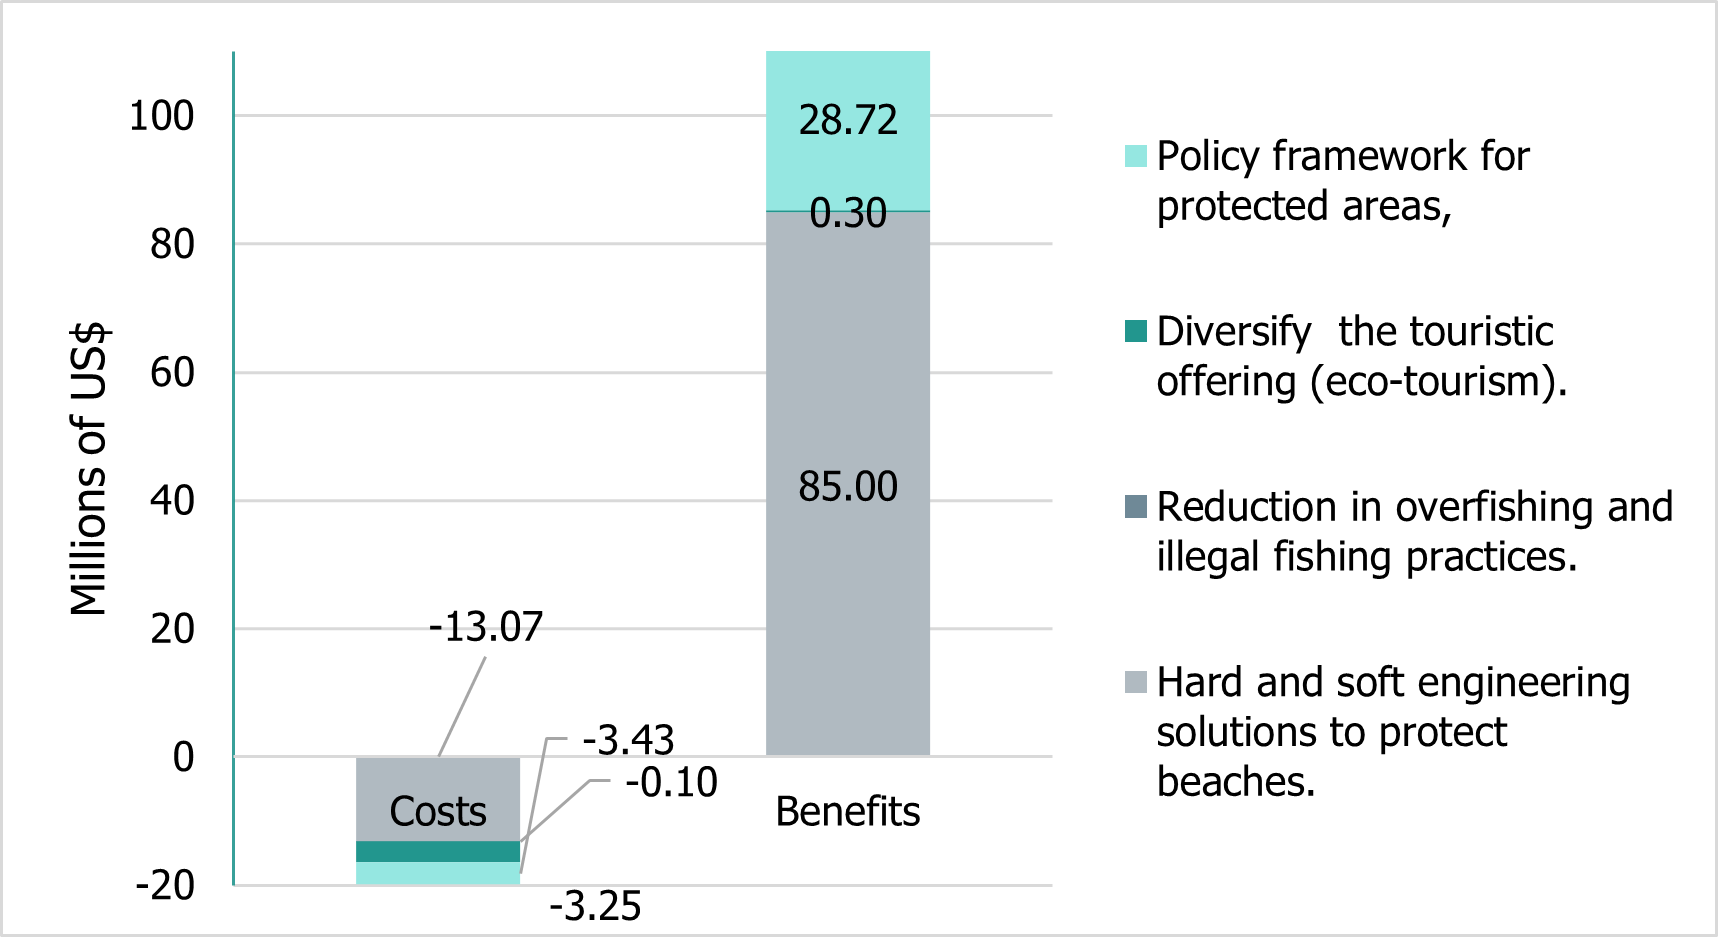 Millions of US$
100
80
60
40
20
0
-20
28.72
0.30
85.00
-13.07
-3.43
-0.10
-3.25
Costs
Benefits
Policy framework for
protected areas,
Diversify  the touristic
offering (eco-tourism).
Reduction in overfishing and
illegal fishing practices.
Hard and soft engineering
solutions to protect
beaches.